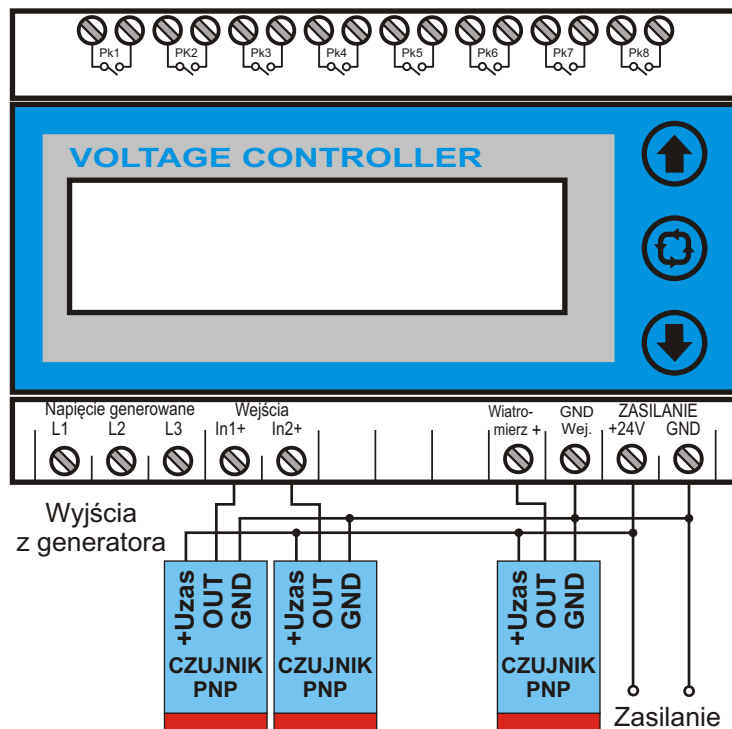 Pk1 PK2 Pk3 Pk4 Pk5 Pk6 Pk7 Pk8
VOLTAGE CONTROLLER
Napięcie generowane Wejścia Wiatro- GND ZASILANIE
L1 L2 L3 In1+ In2+ mierz + Wej. +24V GND
Wyjścia
z generatora
+Uzas OUT GND +Uzas OUT GND +Uzas OUT GND
CZUJNIK CZUJNIK CZUJNIK
PNP PNP PNP
Zasilanie